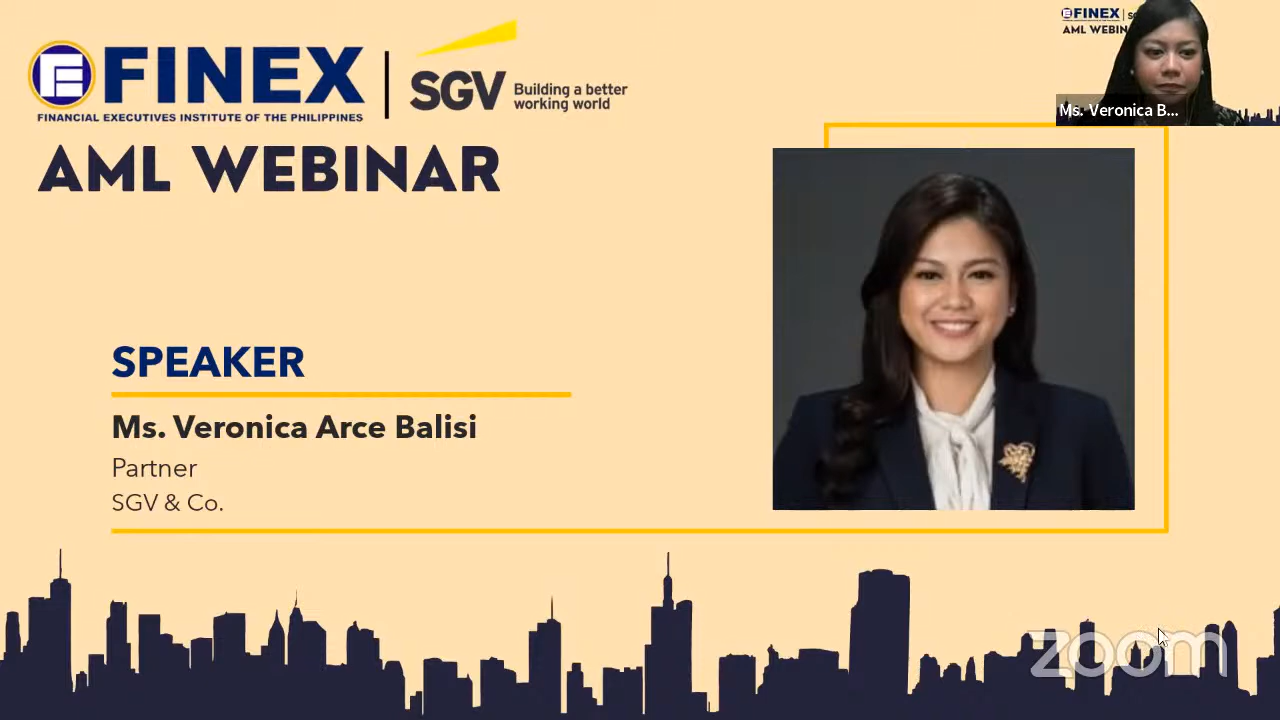 FINEX
FINANCIAL EXECUTIVES INSTITUTE OF THE PHILIPPINES
SGV
Building a better
working world
AML WEBINAR
FINEX
AML WEBIN
Ms. Veronica B...
SPEAKER
Ms. Veronica Arce Balisi
Partner
SGV & Co.
zoom